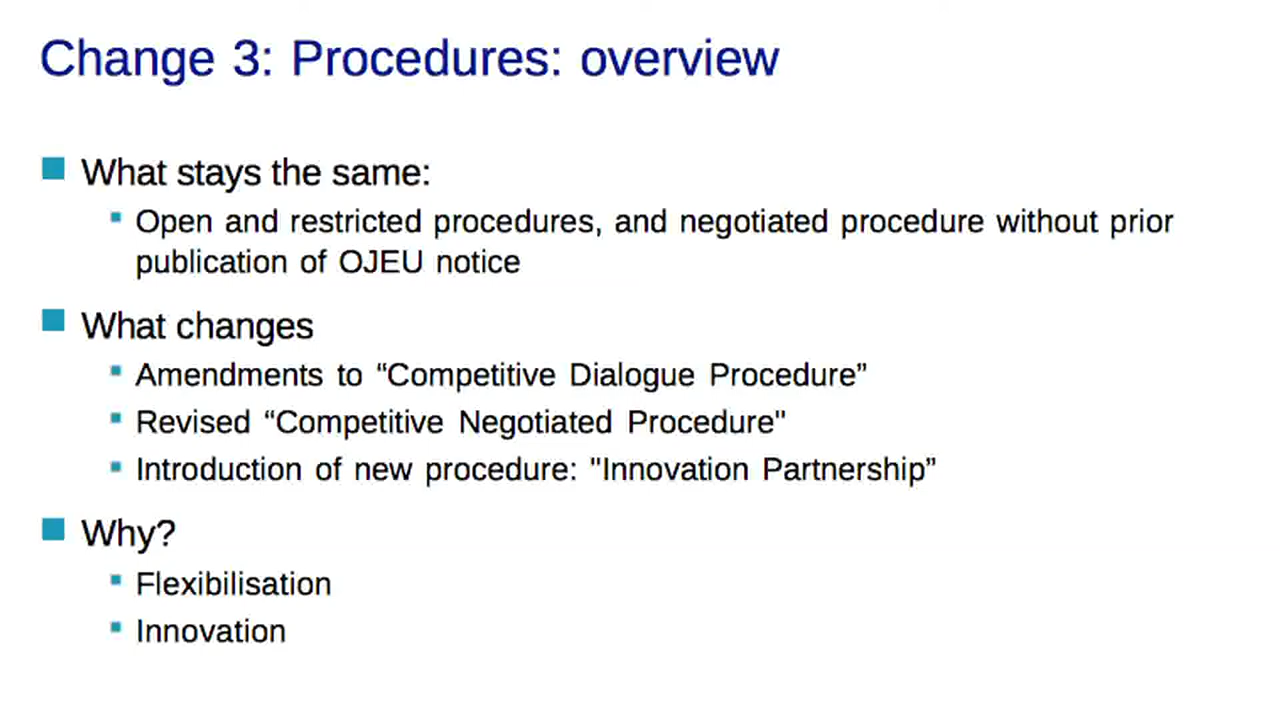 Change 3: Procedures: overview
What stays the same:
Open and restricted procedures, and negotiated procedure without prior
publication of OJEU notice
What changes
Amendments to “Competitive Dialogue Procedure”
Revised “Competitive Negotiated Procedure"
Introduction of new procedure: "Innovation Partnership”
Why?
Flexibilisation
Innovation